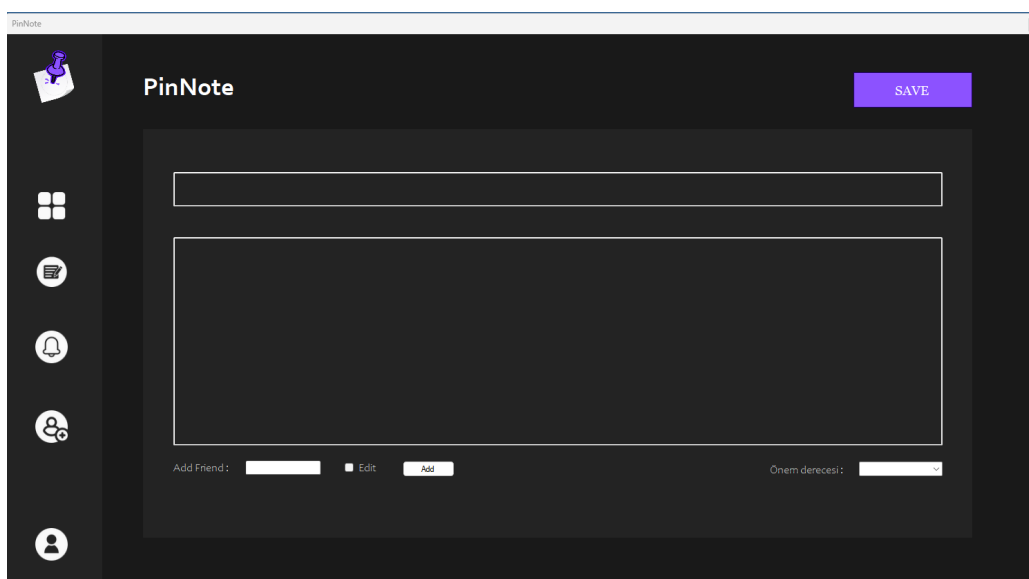 PinNote
PinNote
SAVE
Add Friend :
Edit
Add
Önem derecesi :